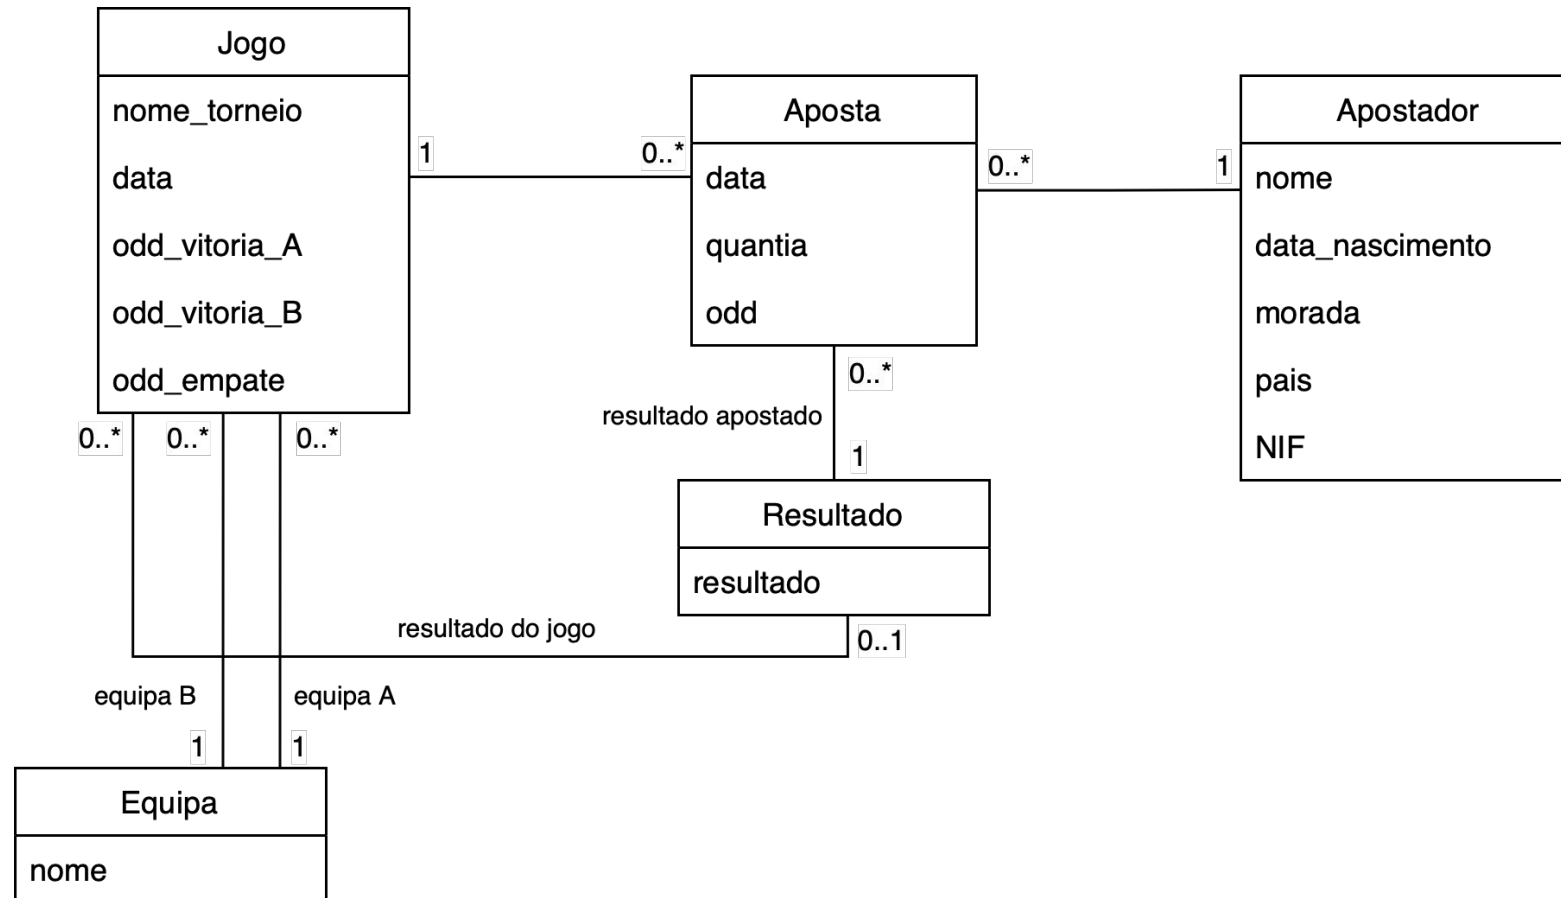 Jogo
nome_torneio
data
odd_vitoria_A
odd_vitoria_B
odd_empate
1
0..*
Aposta
data
quantia
odd
0..*
1
Apostador
nome
data_nascimento
morada
pais
NIF
0..*
0..*
0..*
0..*
resultado apostado
1
Resultado
resultado
resultado do jogo
0..1
equipa B
equipa A
1
1
Equipa
nome